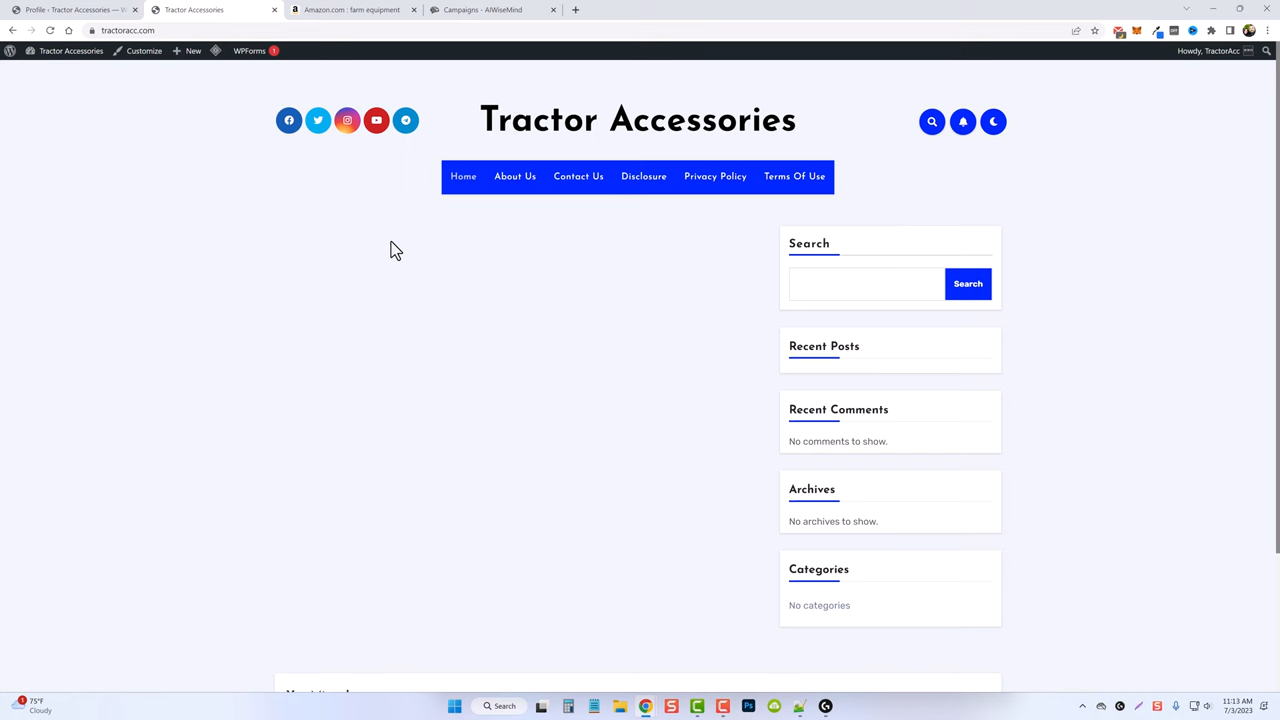 Profile ‹ Tractor Accessories — W
Tractor Accessories
Amazon.com : farm equipment
Campaigns - AIWiseMind
tractoracc.com
Tractor Accessories
Customize
New
WPForms 1
Howdy, TractorAcc
Tractor Accessories
Home
About Us
Contact Us
Disclosure
Privacy Policy
Terms Of Use
Search
Search
Recent Posts
Recent Comments
No comments to show.
Archives
No archives to show.
Categories
No categories
1
75°F
Cloudy
Search
11:13 AM
7/3/2023